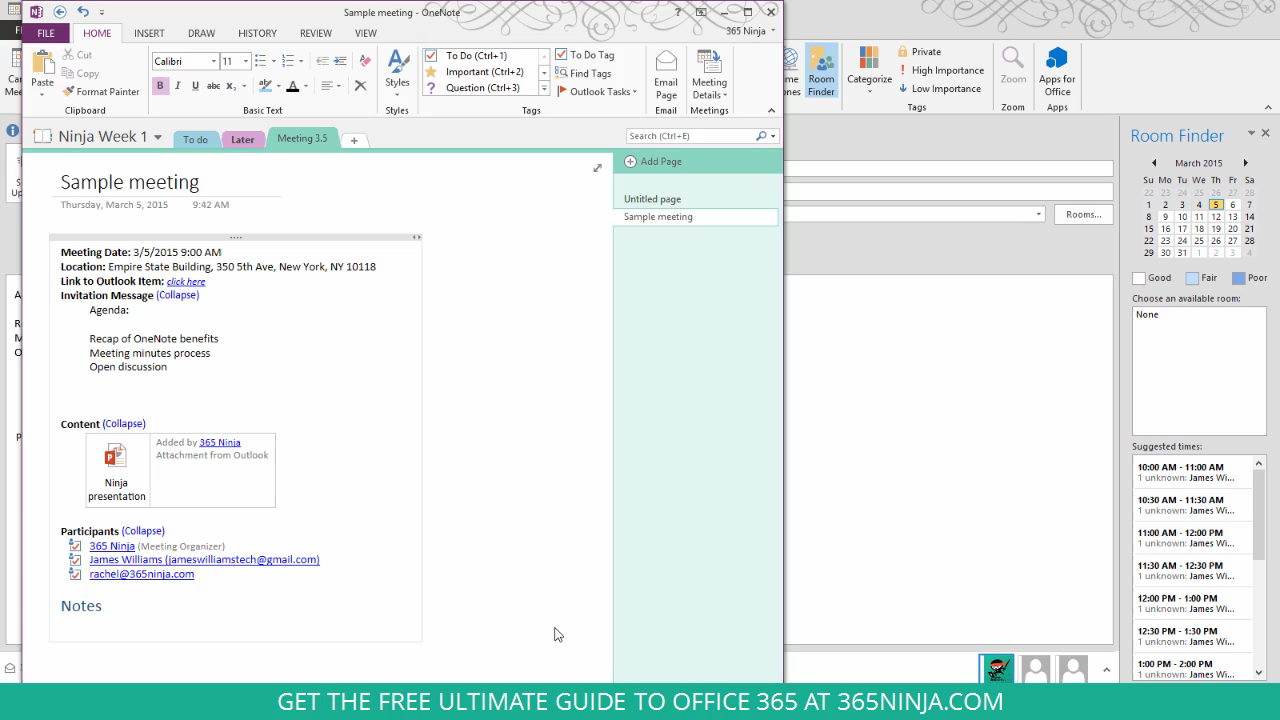 Sample meeting - OneNote
365 Ninja
FILE
HOME
INSERT
DRAW
HISTORY
REVIEW
VIEW
Paste
Cut
Copy
Format Painter
Clipboard
Calibri
11
B I U abc x₂
A
Basic Text
Styles
Styles
To Do (Ctrl+1)
Important (Ctrl+2)
Question (Ctrl+3)
To Do Tag
Find Tags
Outlook Tasks
Tags
Email
Page
Email
Meeting
Details
Meetings
Room
Finder
Categorize
Private
High Importance
Low Importance
Tags
Zoom
Zoom
Apps for
Office
Apps
Ninja Week 1
To do
Later
Meeting 3.5
Search (Ctrl+E)
Add Page
Untitled page
Sample meeting
Sample meeting
Thursday, March 5, 2015 9:42 AM
Meeting Date: 3/5/2015 9:00 AM
Location: Empire State Building, 350 5th Ave, New York, NY 10118
Link to Outlook Item: click here
Invitation Message (Collapse)
Agenda:
Recap of OneNote benefits
Meeting minutes process
Open discussion
Content (Collapse)
Ninja
presentation
Added by 365 Ninja
Attachment from Outlook
Participants (Collapse)
365 Ninja (Meeting Organizer)
James Williams (jameswilliamstech@gmail.com)
rachel@365ninja.com
Notes
Rooms...
Room Finder
March 2015
Su Mo Tu We Th Fr Sa
22 23 24 25 26 27 28
1 2 3 4 5 6 7
8 9 10 11 12 13 14
15 16 17 18 19 20 21
22 23 24 25 26 27 28
29 30 31 1 2 3 4
Good
Fair
Poor
Choose an available room:
None
Suggested times:
10:00 AM - 11:00 AM
1 unknown: James Wi...
10:30 AM - 11:30 AM
1 unknown: James Wi...
11:00 AM - 12:00 PM
1 unknown: James Wi...
11:30 AM - 12:30 PM
1 unknown: James Wi...
12:00 PM - 1:00 PM
1 unknown: James Wi...
12:30 PM - 1:30 PM
1 unknown: James Wi...
1:00 PM - 2:00 PM
1 unknown: James Wi...
GET THE FREE ULTIMATE GUIDE TO OFFICE 365 AT 365NINJA.COM